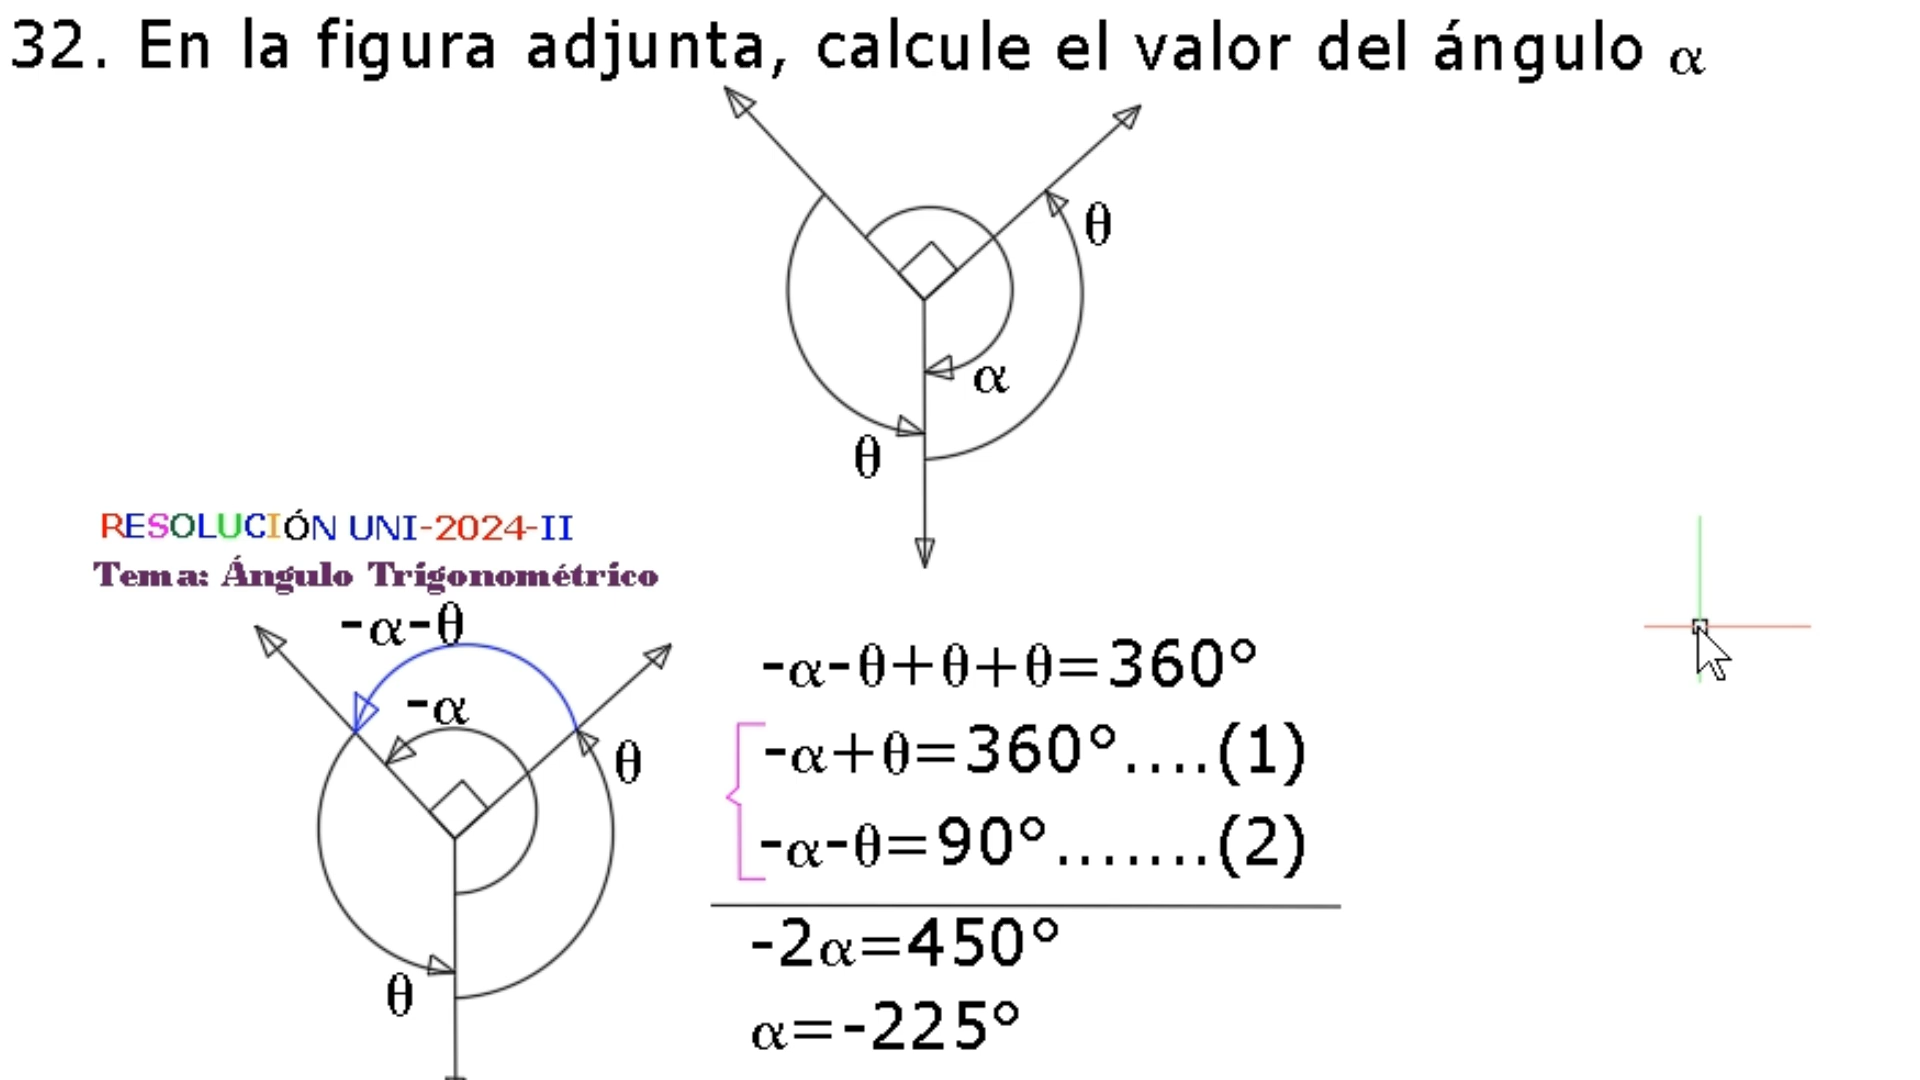 32. En la figura adjunta, calcule el valor del ángulo α
θ
α
θ
RESOLUCIÓN UNI-2024-II
Tema: Ángulo Trigonométrico
-α-θ
-α
θ
θ
-α-θ+θ+θ=360°
-α+θ=360°....(1)
-α-θ=90°.......(2)
-2α=450°
α=-225°